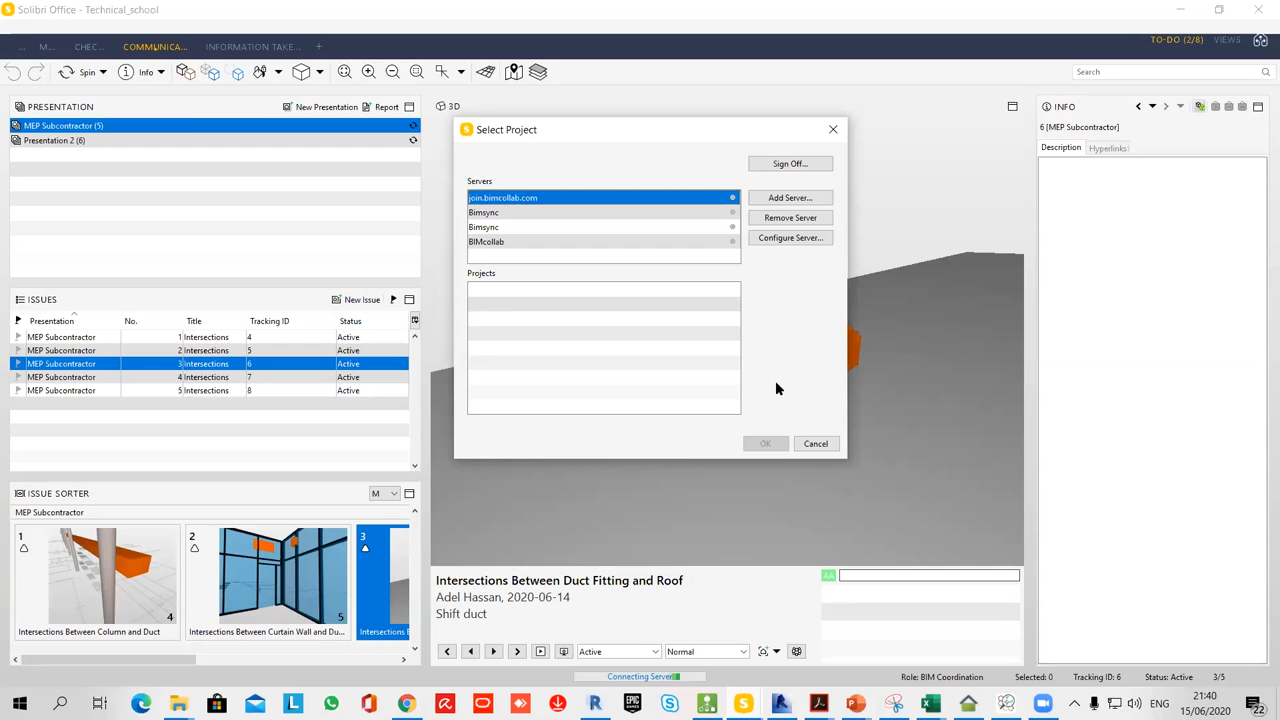 Solibri Office - Technical_school
... M... CHEC... COMMUNICA... INFORMATION TAKE... +
TO-DO (2/8) VIEWS
Spin Info Search
PRESENTATION New Presentation Report
MEP Subcontractor (5)
Presentation 2 (6)
3D
INFO
6 [MEP Subcontractor]
Description Hyperlinks
Select Project
Sign Off...
Servers
join.bimcollab.com
Bimsync
Bimsync
BIMcollab
Add Server...
Remove Server
Configure Server...
Projects
OK Cancel
ISSUES New Issue
Presentation No. Title Tracking ID Status
MEP Subcontractor 1 Intersections 4 Active
MEP Subcontractor 2 Intersections 5 Active
MEP Subcontractor 3 Intersections 6 Active
MEP Subcontractor 4 Intersections 7 Active
MEP Subcontractor 5 Intersections 8 Active
ISSUE SORTER M
MEP Subcontractor
1 4
Intersections Between Column and Duct
2 5
Intersections Between Curtain Wall and Du...
3
Intersections B
Intersections Between Duct Fitting and Roof
Adel Hassan, 2020-06-14
Shift duct
AA
Active Normal
Connecting Server
Role: BIM Coordination Selected: 0 Tracking ID: 6 Status: Active 3/5
ENG
21:40
15/06/2020
22